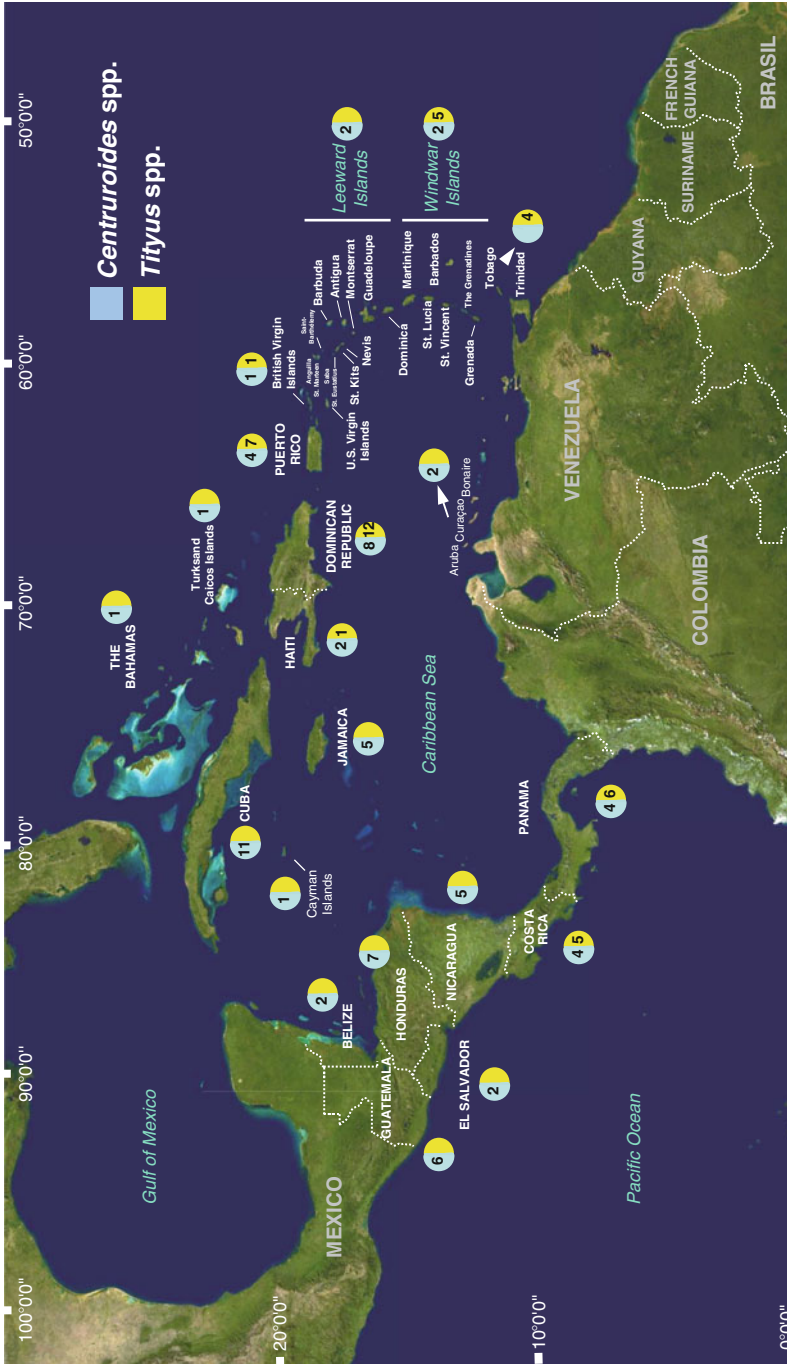 Centruroides spp.
Tityus spp.
100°0'0"
90°0'0"
80°0'0"
70°0'0"
60°0'0"
50°0'0"
20°0'0"
10°0'0"
0°0'0"
Gulf of Mexico
MEXICO
THE
BAHAMAS
1
Turksand
Caicos Islands
1
CUBA
11
Cayman
Islands
1
JAMAICA
5
HAITI
2 1
DOMINICAN
REPUBLIC
8 12
PUERTO
RICO
4 7
British Virgin
Islands
1 1
U.S. Virgin
Islands
Anguilla
St. Marteen
Saint-
Barthélemy
Saba
St. Eustatius
St. Kits
Nevis
Barbuda
Antigua
Montserrat
Guadeloupe
Leeward
Islands
2
Dominica
Martinique
St. Lucia
Barbados
St. Vincent
The Grenadines
Grenada
Windwar
Islands
2 5
Tobago
Trinidad
4
Caribbean Sea
Aruba
Curaçao
Bonaire
2
BELIZE
2
GUATEMALA
6
HONDURAS
7
EL SALVADOR
2
NICARAGUA
5
COSTA
RICA
4 5
PANAMA
4 6
Pacific Ocean
COLOMBIA
VENEZUELA
GUYANA
SURINAME
FRENCH
GUIANA
BRASIL